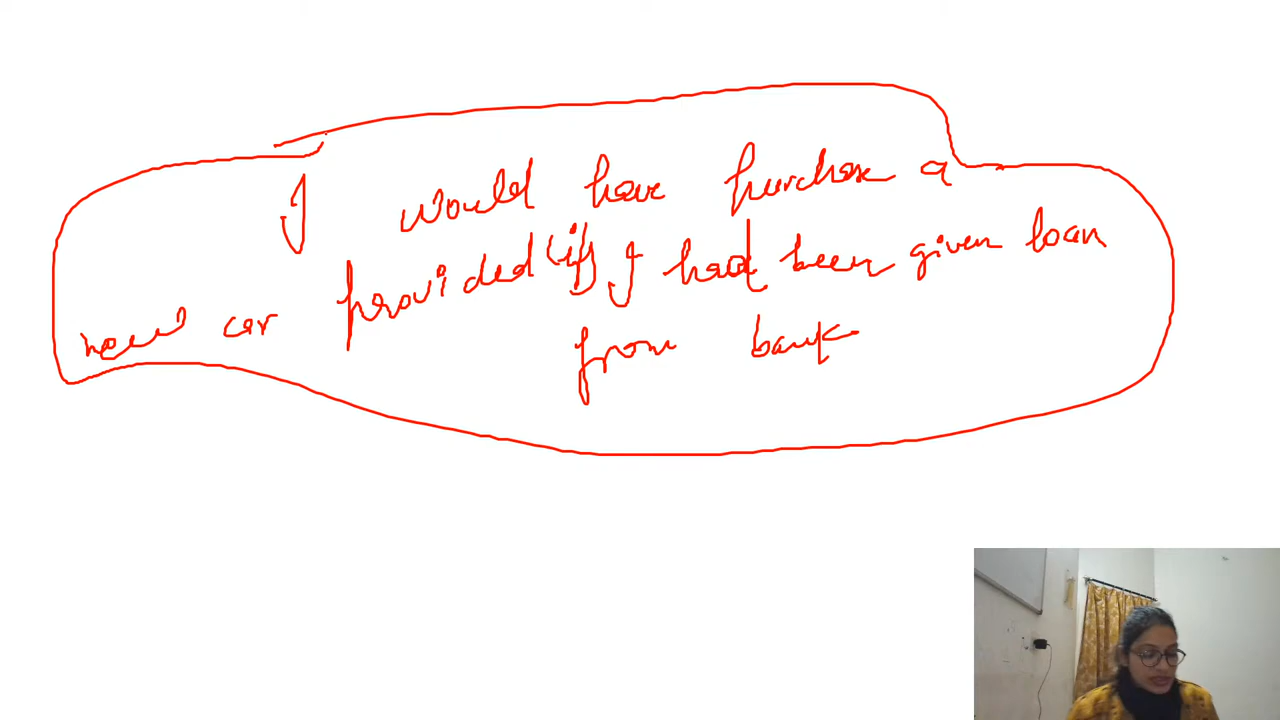 I would have purchase a
new car provided (if) I had been given loan
from bank